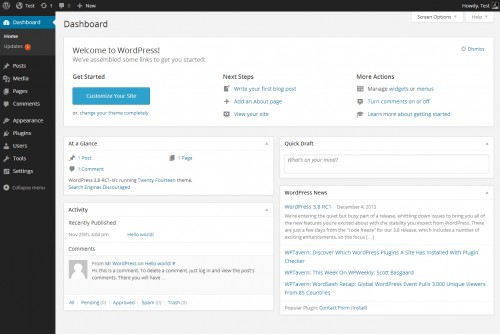 Test 1 0 New Howdy, Test
Dashboard
Home
Updates 1
Posts
Media
Pages
Comments
Appearance
Plugins
Users
Tools
Settings
Collapse menu
Dashboard
Screen Options Help
Welcome to WordPress!
We've assembled some links to get you started:
Dismiss
Get Started
Customize Your Site
or, change your theme completely
Next Steps
Write your first blog post
Add an About page
View your site
More Actions
Manage widgets or menus
Turn comments on or off
Learn more about getting started
At a Glance
1 Post 1 Page
1 Comment
WordPress 3.8 RC1-src running Twenty Fourteen theme.
Search Engines Discouraged
Activity
Recently Published
Nov 25th, 4:04 pm Hello world!
Comments
From Mr WordPress on Hello world! #
Hi, this is a comment. To delete a comment, just log in and view the post's
comments. There you will have ...
All | Pending (0) | Approved | Spam (0) | Trash (0)
Quick Draft
What's on your mind?
WordPress News
WordPress 3.8 RC1 December 4, 2013
We're entering the quiet but busy part of a release, whittling down issues to bring you all of
the new features you're excited about with the stability you expect from WordPress. There
are just a few days from the "code freeze" for our 3.8 release, which includes a
number of exciting enhancements, so the focus [...]
WPTavern: Discover Which WordPress Plugins A Site Has Installed With Plugin
Checker
WPTavern: This Week On WPWeekly: Scott Basgaard
WPTavern: WordSesh Recap: Global WordPress Event Pulls 3,000 Unique Viewers
From 85 Countries
Popular Plugin: Contact Form (Install)